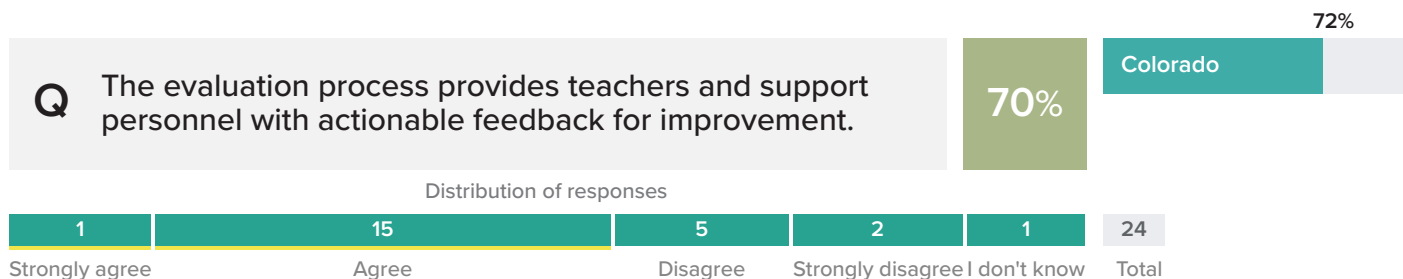 72%
Q The evaluation process provides teachers and support
personnel with actionable feedback for improvement.
70%
Colorado
Distribution of responses
1 15 5 2 1 24
Strongly agree Agree Disagree Strongly disagree I don't know Total